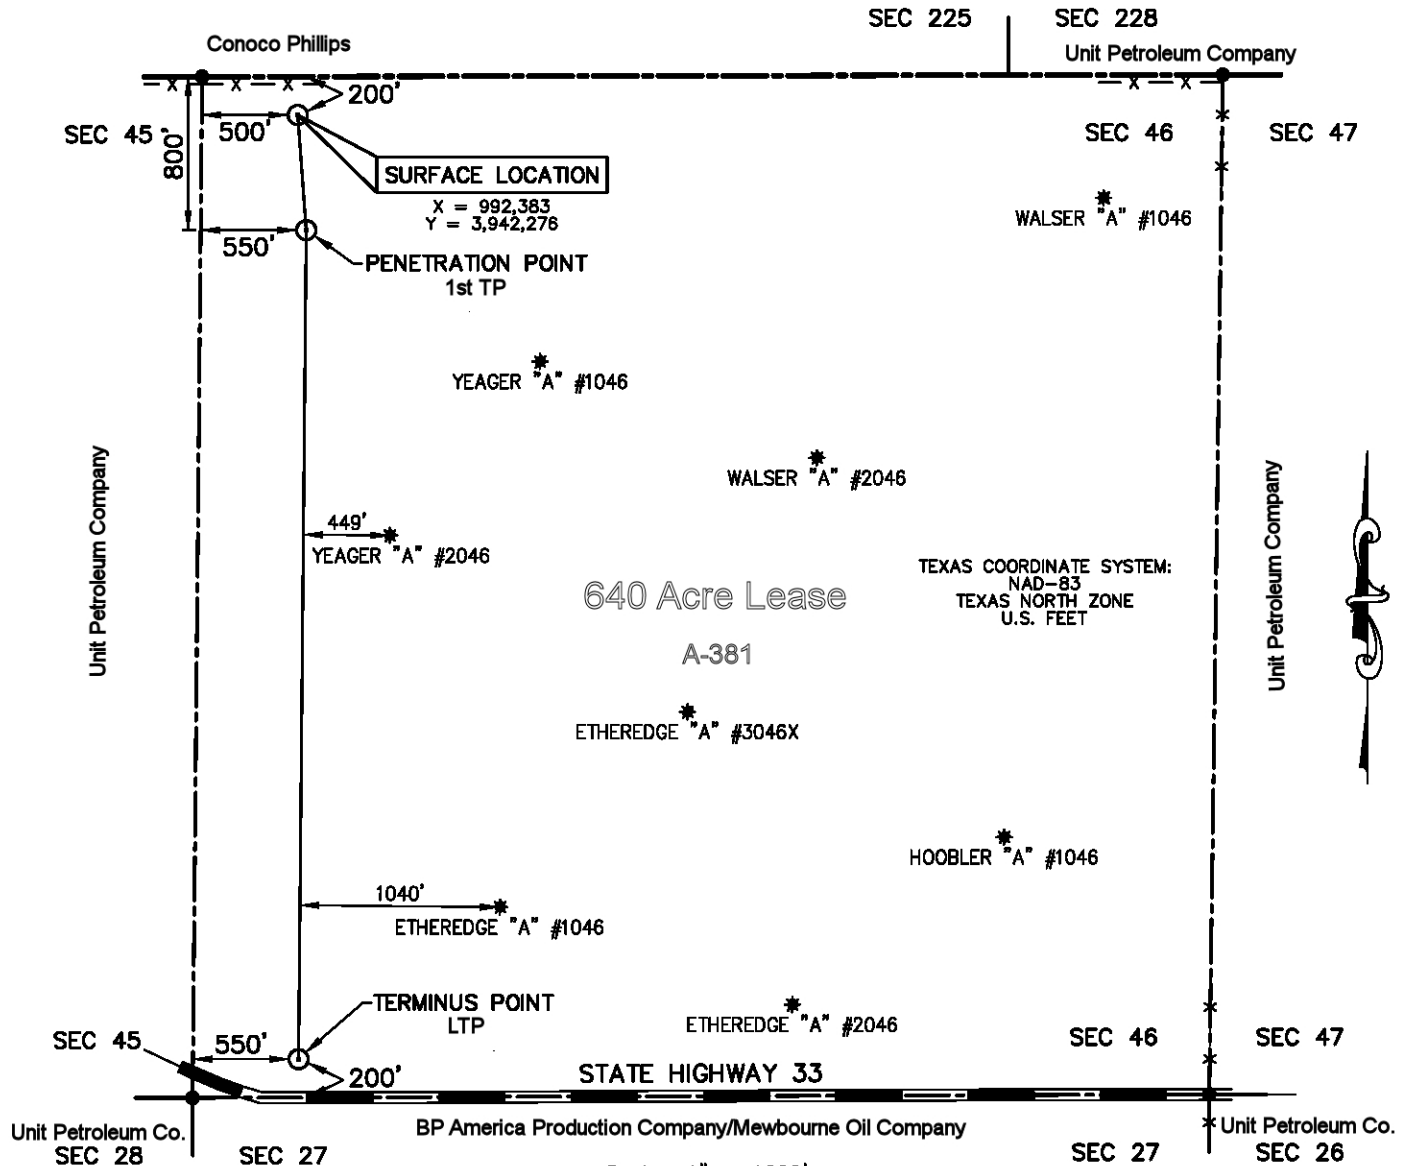 SEC 225
SEC 228
Conoco Phillips
Unit Petroleum Company
200'
500'
SEC 45
800'
SEC 46
SEC 47
SURFACE LOCATION
X = 992,383
Y = 3,942,276
WALSER "A" #1046
550'
PENETRATION POINT
1st TP
YEAGER "A" #1046
WALSER "A" #2046
Unit Petroleum Company
Unit Petroleum Company
449'
YEAGER "A" #2046
TEXAS COORDINATE SYSTEM:
NAD-83
TEXAS NORTH ZONE
U.S. FEET
640 Acre Lease
A-381
ETHEREDGE "A" #3046X
HOOBLER "A" #1046
1040'
ETHEREDGE "A" #1046
TERMINUS POINT
LTP
ETHEREDGE "A" #2046
SEC 45
550'
SEC 46
SEC 47
200'
STATE HIGHWAY 33
Unit Petroleum Co.
BP America Production Company/Mewbourne Oil Company
Unit Petroleum Co.
SEC 28
SEC 27
SEC 27
SEC 26